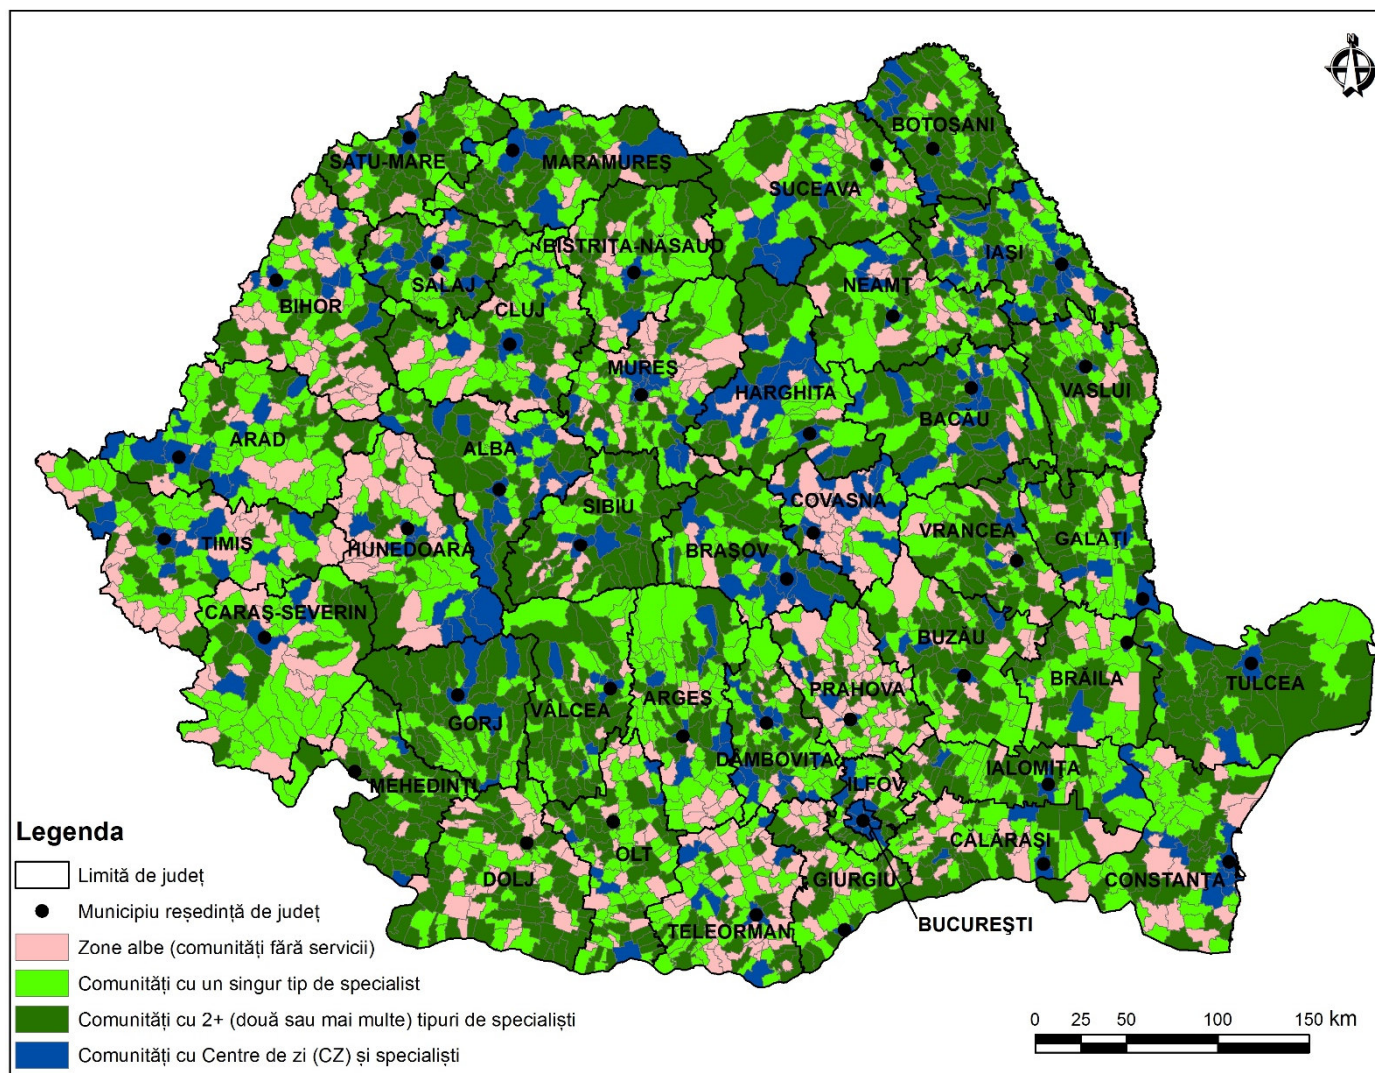 N
BOTOȘANI
SATU-MARE
MARAMUREȘ
SUCEAVA
BISTRIȚA-NĂSAUD
IAȘI
SĂLAJ
NEAMȚ
BIHOR
CLUJ
MUREȘ
HARGHITA
VASLUI
BACĂU
ARAD
ALBA
COVASNA
SIBIU
VRANCEA
TIMIȘ
HUNEDOARA
BRAȘOV
GALAȚI
CARAȘ-SEVERIN
BUZĂU
BRĂILA
TULCEA
PRAHOVA
ARGEȘ
VÂLCEA
GORJ
DÂMBOVIȚA
IALOMIȚA
MEHEDINȚI
ILFOV
CĂLĂRAȘI
OLT
DOLJ
GIURGIU
CONSTANȚA
TELEORMAN
BUCUREȘTI
Legenda
Limită de județ
Municipiu reședință de județ
Zone albe (comunități fără servicii)
Comunități cu un singur tip de specialist
Comunități cu 2+ (două sau mai multe) tipuri de specialiști
Comunități cu Centre de zi (CZ) și specialiști
0 25 50 100 150 km